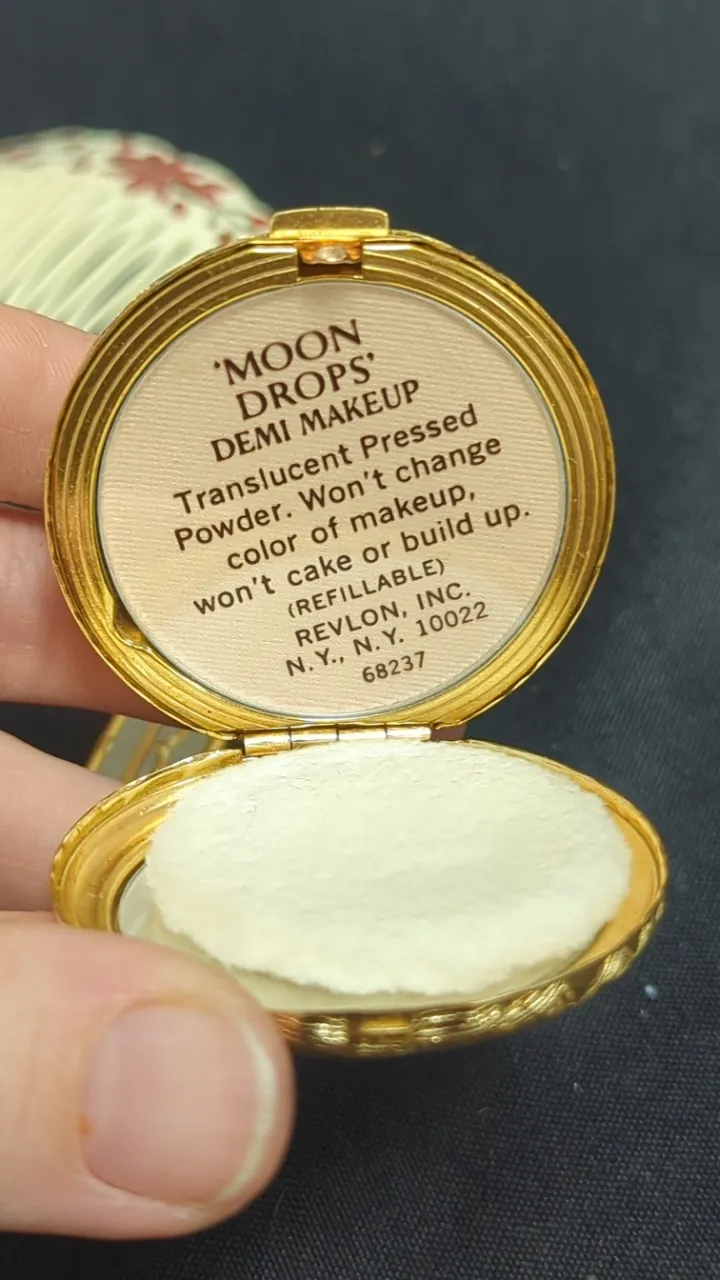 'MOON
DROPS'
DEMI MAKEUP
Translucent Pressed
Powder. Won't change
color of makeup,
won't cake or build up.
(REFILLABLE)
REVLON, INC.
N.Y., N.Y. 10022
68237